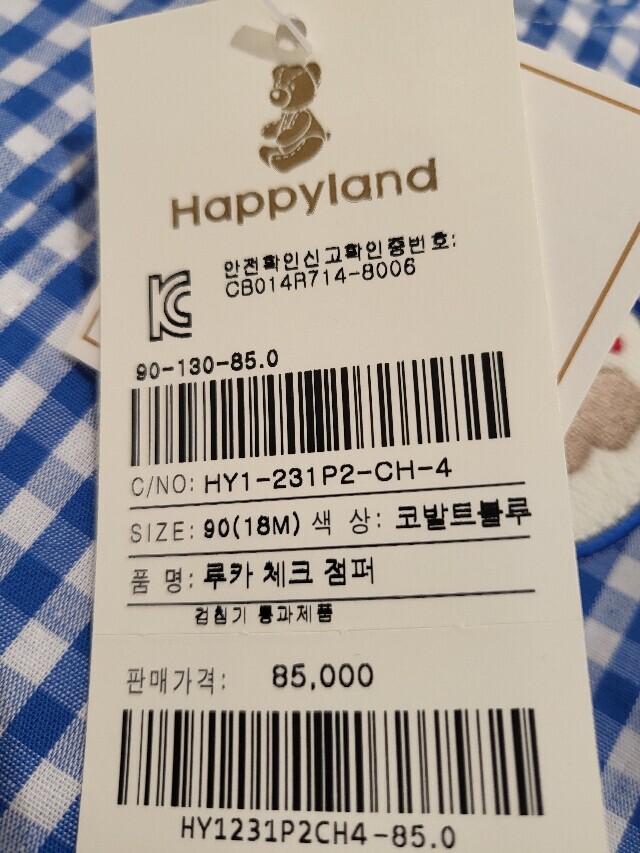 Happyland
안전확인신고확인증번호:
CB014R714-8006
90-130-85.0
C/NO: HY1-231P2-CH-4
SIZE: 90(18M) 색 상: 코발트블루
품 명: 루카 체크 점퍼
검침기 통과제품
판매가격: 85,000
HY1231P2CH4-85.0